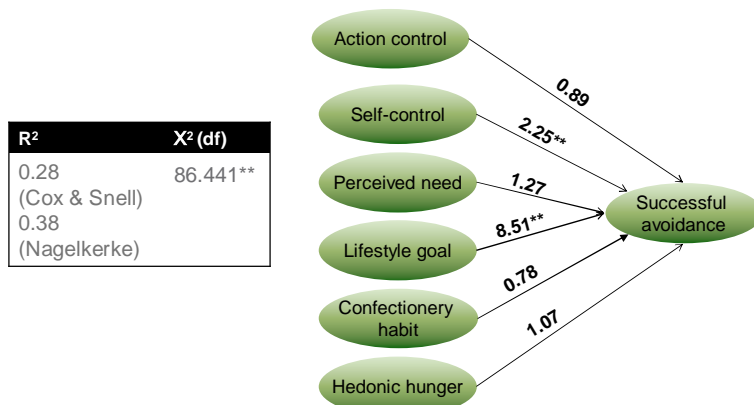 R² X² (df)
0.28 86.441**
(Cox & Snell)
0.38
(Nagelkerke)
Action control
0.89
Self-control
2.25**
Perceived need
1.27
Successful
avoidance
Lifestyle goal
8.51**
Confectionery
habit
0.78
Hedonic hunger
1.07